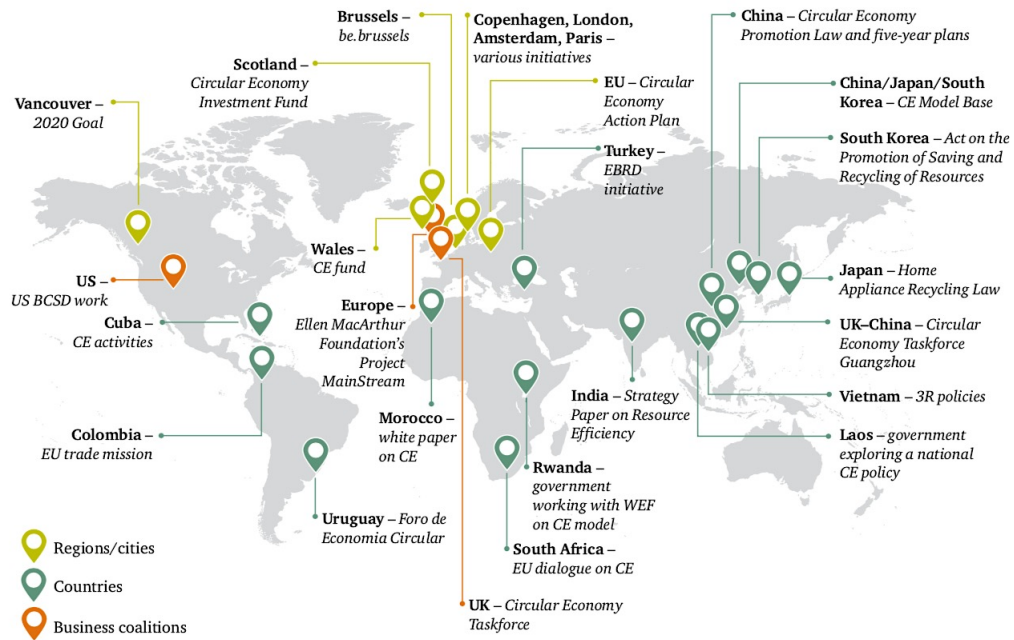 Brussels –
be.brussels
Copenhagen, London,
Amsterdam, Paris –
various initiatives
China – Circular Economy
Promotion Law and five-year plans
Scotland –
Circular Economy
Investment Fund
EU – Circular
Economy
Action Plan
China/Japan/South
Korea – CE Model Base
Vancouver –
2020 Goal
South Korea – Act on the
Promotion of Saving and
Recycling of Resources
Turkey –
EBRD
initiative
Wales –
CE fund
US –
US BCSD work
Japan – Home
Appliance Recycling Law
Cuba –
CE activities
Europe –
Ellen MacArthur
Foundation's
Project
MainStream
UK–China – Circular
Economy Taskforce
Guangzhou
India – Strategy
Paper on Resource
Efficiency
Vietnam – 3R policies
Morocco –
white paper
on CE
Colombia –
EU trade mission
Laos – government
exploring a national
CE policy
Rwanda –
government
working with WEF
on CE model
Uruguay – Foro de
Economia Circular
South Africa –
EU dialogue on CE
UK – Circular Economy
Taskforce
Regions/cities
Countries
Business coalitions